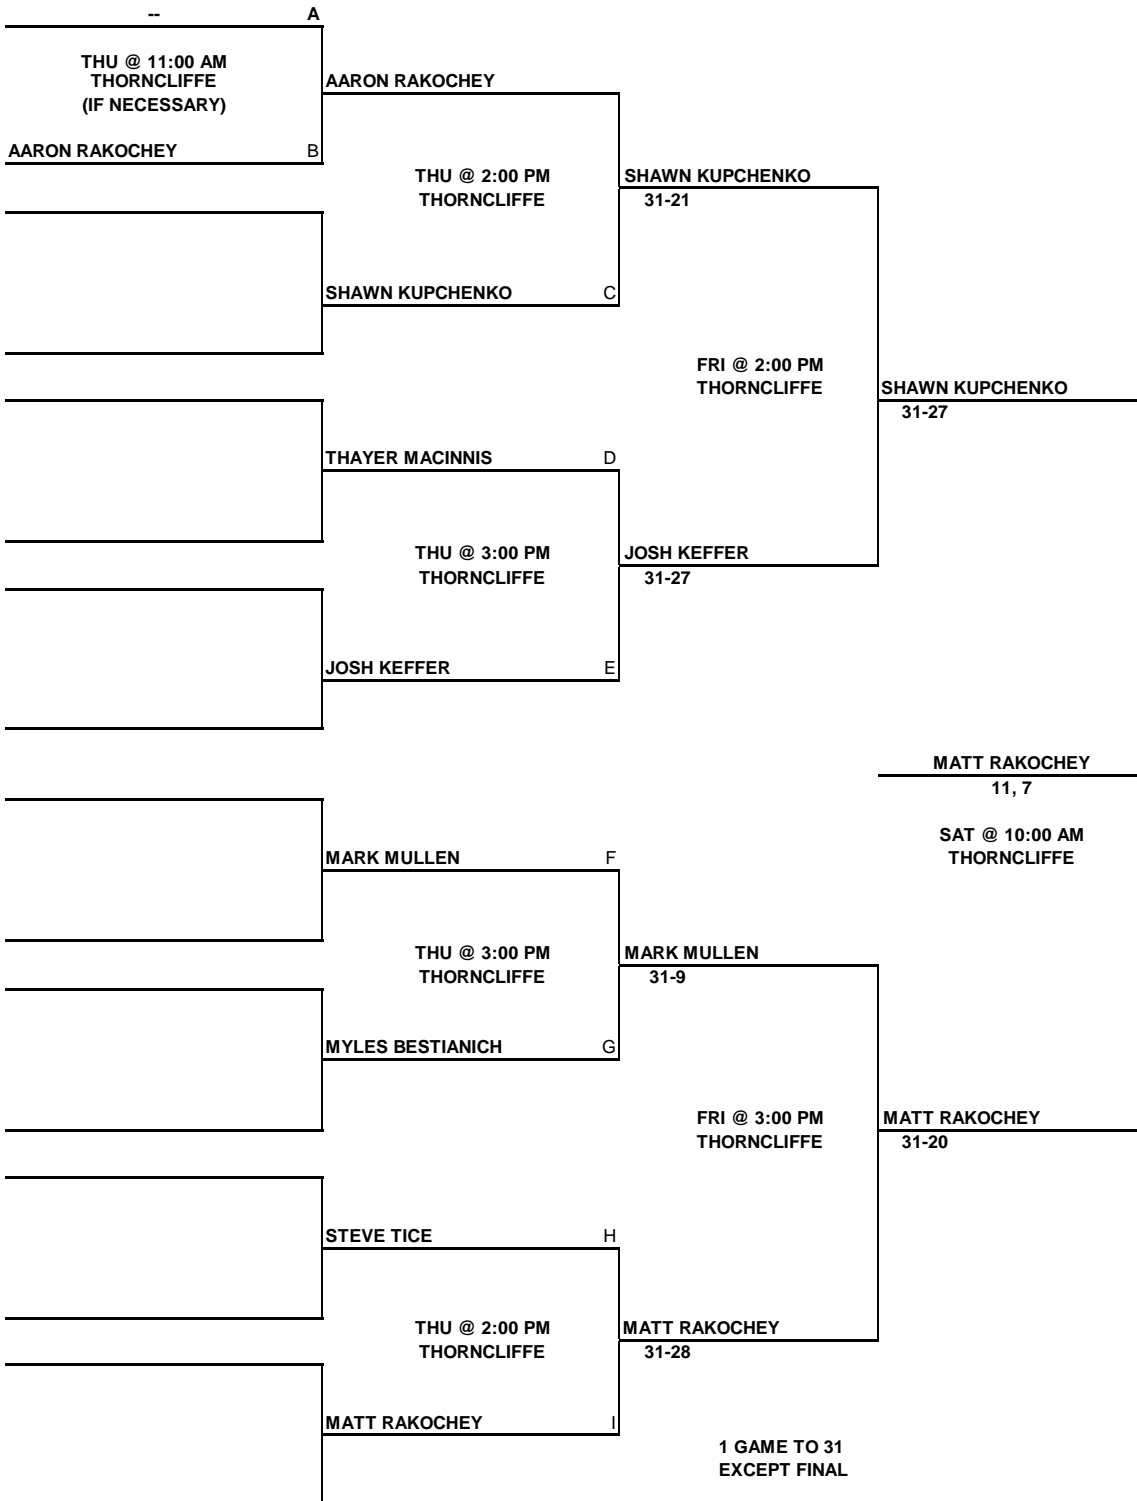 -- A
THU @ 11:00 AM
THORNCLIFFE
(IF NECESSARY)
AARON RAKOCHEY
AARON RAKOCHEY B
THU @ 2:00 PM
THORNCLIFFE
SHAWN KUPCHENKO
31-21
SHAWN KUPCHENKO C
FRI @ 2:00 PM
THORNCLIFFE
SHAWN KUPCHENKO
31-27
THAYER MACINNIS D
THU @ 3:00 PM
THORNCLIFFE
JOSH KEFFER
31-27
JOSH KEFFER E
MATT RAKOCHEY
11, 7
SAT @ 10:00 AM
THORNCLIFFE
MARK MULLEN F
THU @ 3:00 PM
THORNCLIFFE
MARK MULLEN
31-9
MYLES BESTIANICH G
FRI @ 3:00 PM
THORNCLIFFE
MATT RAKOCHEY
31-20
STEVE TICE H
THU @ 2:00 PM
THORNCLIFFE
MATT RAKOCHEY
31-28
MATT RAKOCHEY I
1 GAME TO 31
EXCEPT FINAL